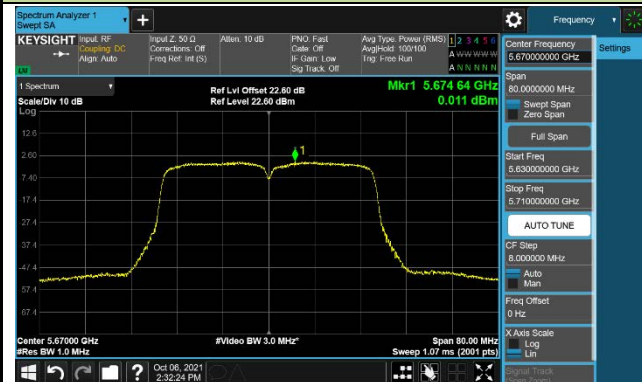 Spectrum Analyzer 1
Swept SA
Frequency
KEYSIGHT
Input: RF
Coupling: DC
Align: Auto
Input Z: 50 Ω
Corrections: Off
Freq Ref: Int (S)
Atten: 10 dB
PNO: Fast
Gate: Off
IF Gain: Low
Sig Track: Off
Avg Type: Power (RMS)
Avg|Hold: 100/100
Trig: Free Run
1 2 3 4 5 6
A W W W W W
A N N N N N
LM
1 Spectrum
Scale/Div 10 dB
Ref Lvl Offset 22.60 dB
Ref Level 22.60 dBm
Mkr1 5.674 64 GHz
0.011 dBm
Log
12.6
2.60
-7.40
-17.4
-27.4
-37.4
-47.4
-57.4
-67.4
1
Center 5.67000 GHz
#Res BW 1.0 MHz
#Video BW 3.0 MHz*
Span 80.00 MHz
Sweep 1.07 ms (2001 pts)
Oct 06, 2021
2:32:24 PM
Center Frequency
5.670000000 GHz
Settings
Span
80.0000000 MHz
Swept Span
Zero Span
Full Span
Start Freq
5.630000000 GHz
Stop Freq
5.710000000 GHz
AUTO TUNE
CF Step
8.000000 MHz
Auto
Man
Freq Offset
0 Hz
X Axis Scale
Log
Lin
Signal Track
(Span Zoom)